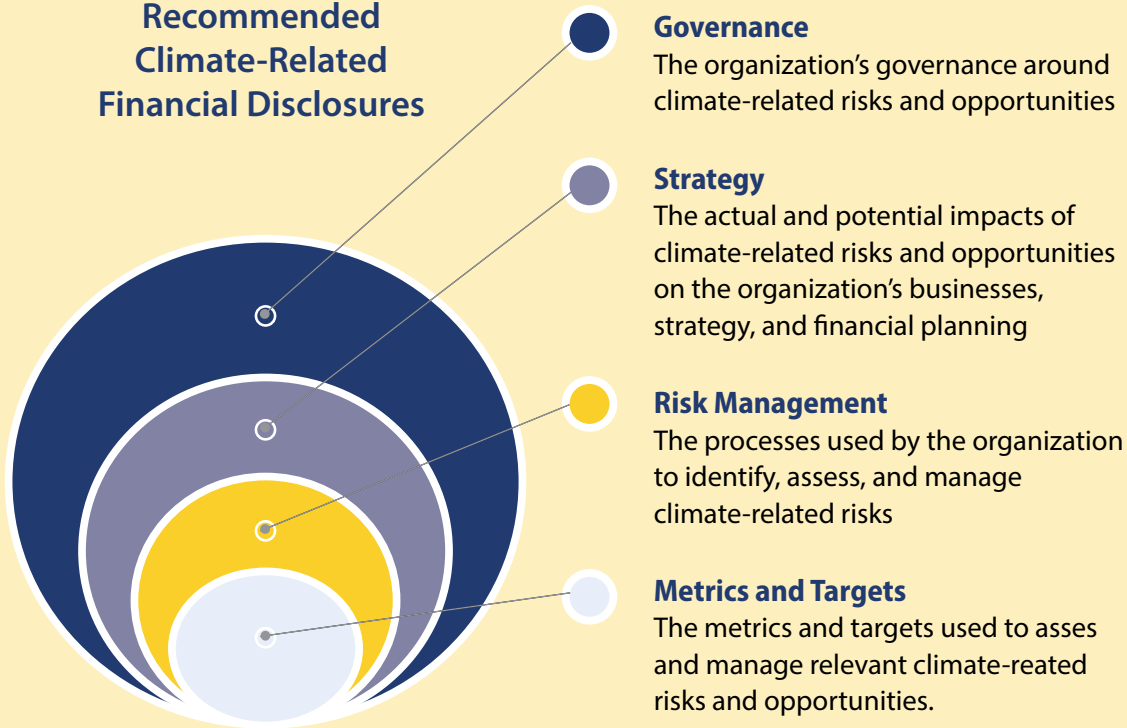 Recommended
Climate-Related
Financial Disclosures
Governance
The organization’s governance around
climate-related risks and opportunities
Strategy
The actual and potential impacts of
climate-related risks and opportunities
on the organization’s businesses,
strategy, and financial planning
Risk Management
The processes used by the organization
to identify, assess, and manage
climate-related risks
Metrics and Targets
The metrics and targets used to asses
and manage relevant climate-reated
risks and opportunities.